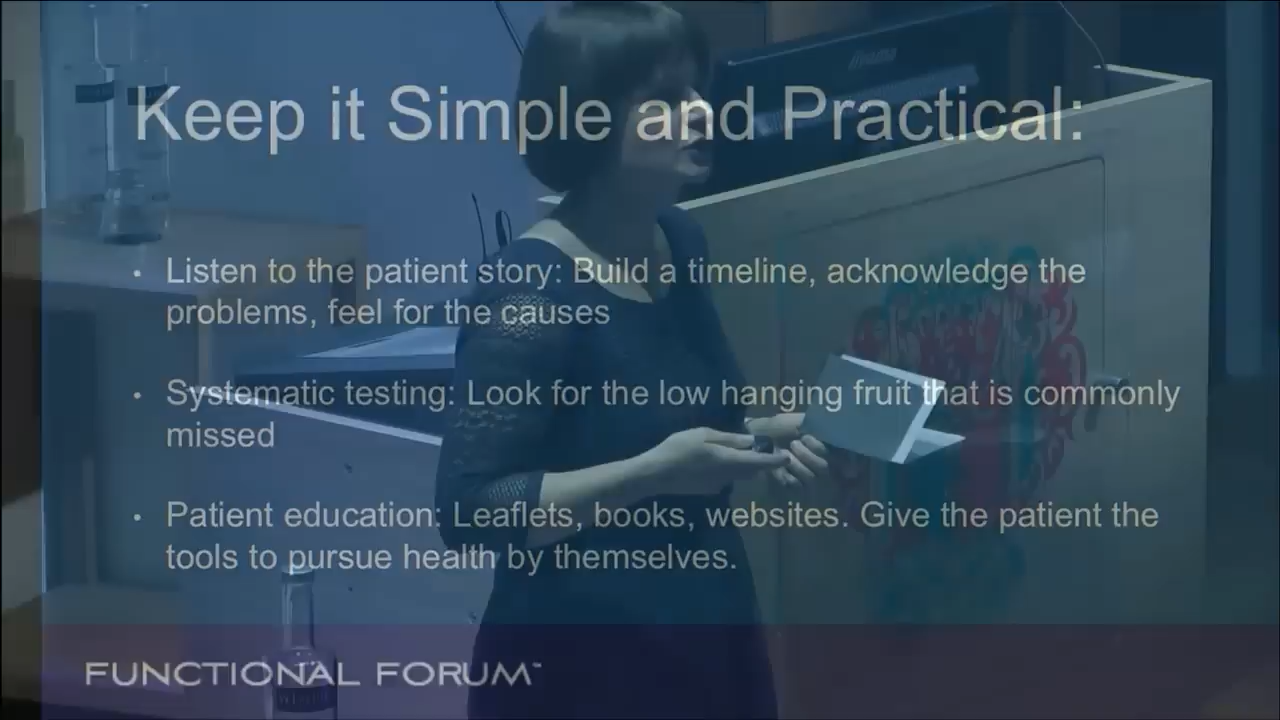 Keep it Simple and Practical:
• Listen to the patient story: Build a timeline, acknowledge the
problems, feel for the causes
• Systematic testing: Look for the low hanging fruit that is commonly
missed
• Patient education: Leaflets, books, websites. Give the patient the
tools to pursue health by themselves.
FUNCTIONAL FORUM™